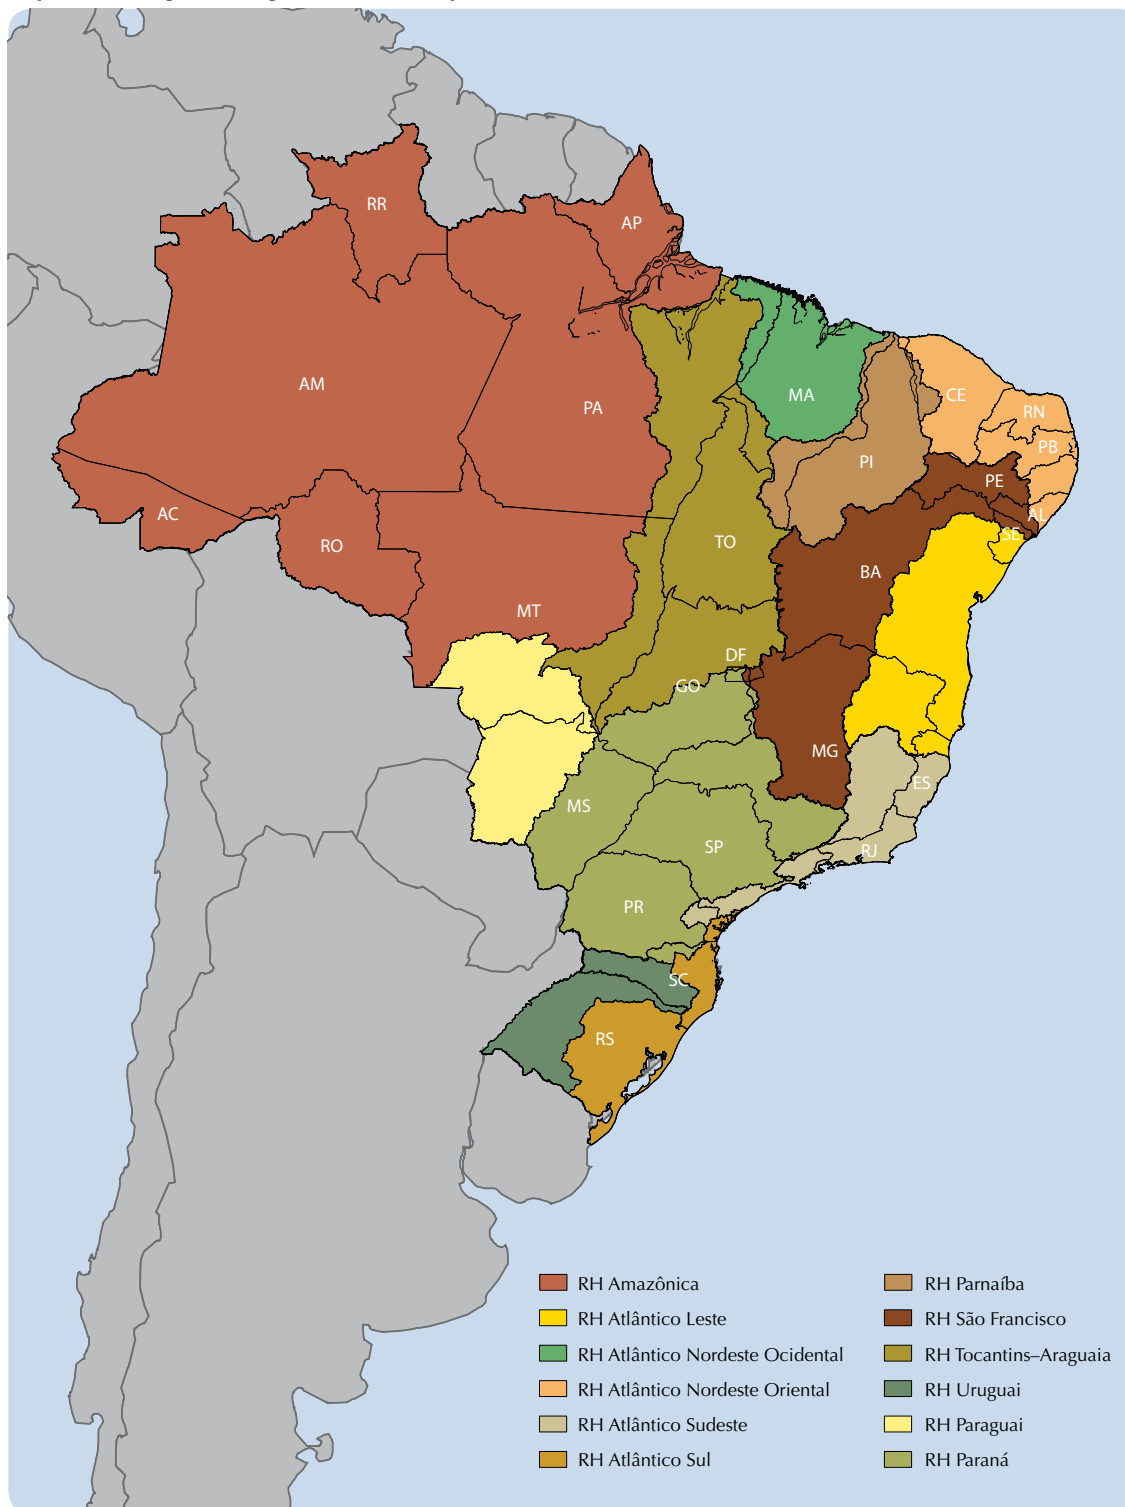 RR
AP
AM
PA
MA
CE
RN
PB
PI
PE
AL
SE
AC
RO
TO
BA
MT
DF
GO
MG
ES
MS
SP
RJ
PR
SC
RS
RH Amazônica
RH Atlântico Leste
RH Atlântico Nordeste Ocidental
RH Atlântico Nordeste Oriental
RH Atlântico Sudeste
RH Atlântico Sul
RH Parnaíba
RH São Francisco
RH Tocantins–Araguaia
RH Uruguai
RH Paraguai
RH Paraná